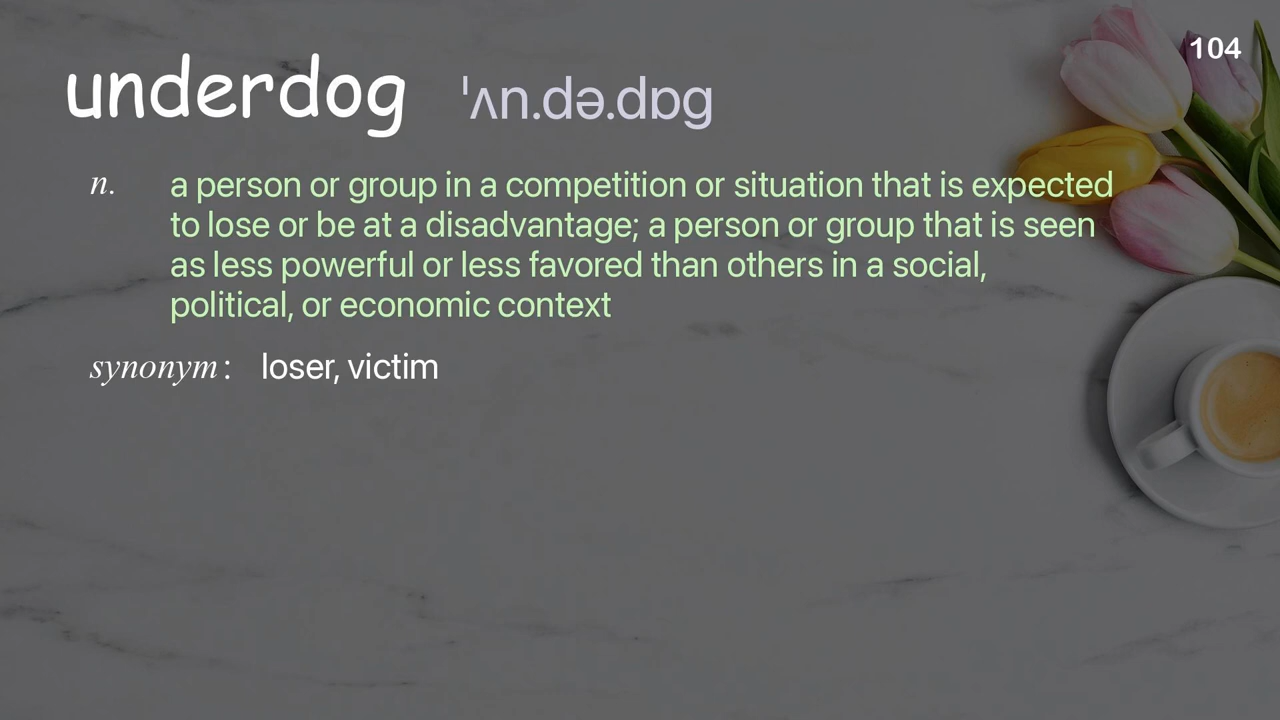 104
underdog ˈʌn.də.dɒg
n. a person or group in a competition or situation that is expected
to lose or be at a disadvantage; a person or group that is seen
as less powerful or less favored than others in a social,
political, or economic context
synonym: loser, victim